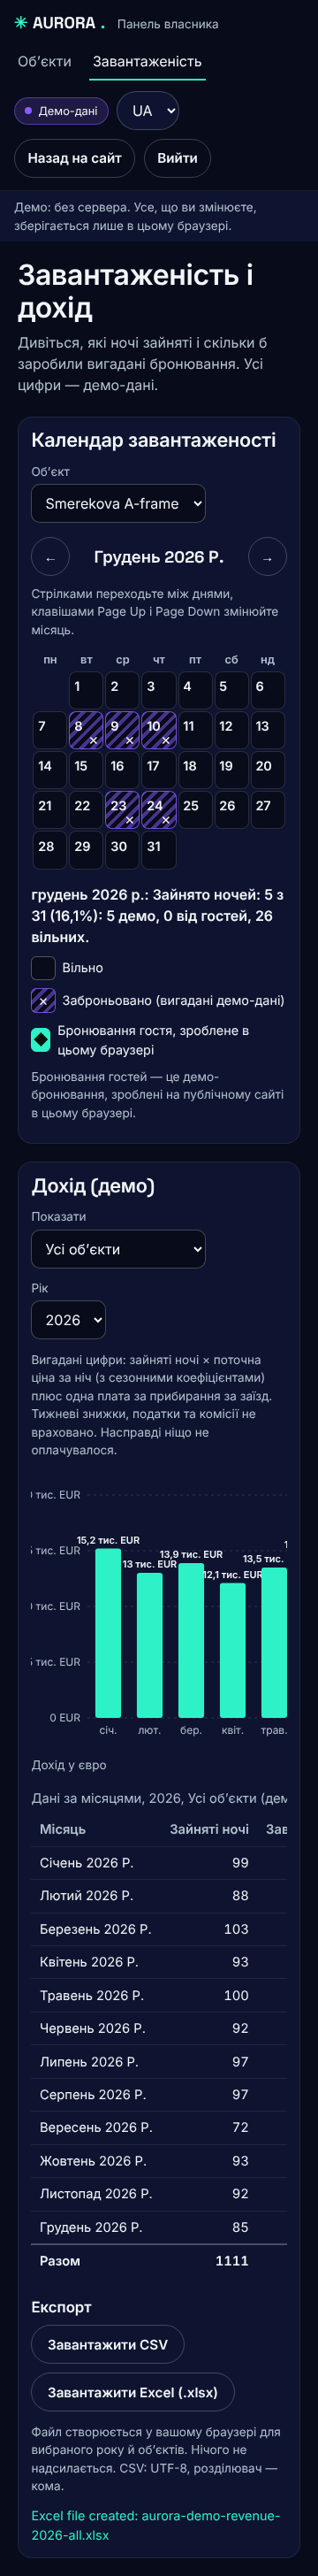 ✳ AURORA . Панель власника
Об’єкти Завантаженість
Демо-дані UA
Назад на сайт Вийти
Демо: без сервера. Усе, що ви змінюєте,
зберігається лише в цьому браузері.
Завантаженість і
дохід
Дивіться, які ночі зайняті і скільки б
заробили вигадані бронювання. Усі
цифри — демо-дані.
Календар завантаженості
Об’єкт
Smerekova A-frame
← Грудень 2026 Р. →
Стрілками переходьте між днями,
клавішами Page Up і Page Down змінюйте
місяць.
пн вт ср чт пт сб нд
1 2 3 4 5 6
7 8 × 9 × 10 × 11 12 13
14 15 16 17 18 19 20
21 22 23 × 24 × 25 26 27
28 29 30 31
грудень 2026 р.: Зайнято ночей: 5 з
31 (16,1%): 5 демо, 0 від гостей, 26
вільних.
Вільно
× Заброньовано (вигадані демо-дані)
Бронювання гостя, зроблене в
цьому браузері
Бронювання гостей — це демо-
бронювання, зроблені на публічному сайті
в цьому браузері.
Дохід (демо)
Показати
Усі об’єкти
Рік
2026
Вигадані цифри: зайняті ночі × поточна
ціна за ніч (з сезонними коефіцієнтами)
плюс одна плата за прибирання за заїзд.
Тижневі знижки, податки та комісії не
враховано. Насправді ніщо не
оплачувалося.
тис. EUR
15,2 тис. EUR
тис. EUR
13 тис. EUR
13,9 тис. EUR
13,5 тис.
12,1 тис. EUR
тис. EUR
тис. EUR
0 EUR
січ. лют. бер. квіт. трав.
Дохід у євро
Дані за місяцями, 2026, Усі об’єкти
Місяць Зайняті ночі
Січень 2026 Р. 99
Лютий 2026 Р. 88
Березень 2026 Р. 103
Квітень 2026 Р. 93
Травень 2026 Р. 100
Червень 2026 Р. 92
Липень 2026 Р. 97
Серпень 2026 Р. 97
Вересень 2026 Р. 72
Жовтень 2026 Р. 93
Листопад 2026 Р. 92
Грудень 2026 Р. 85
Разом 1111
Експорт
Завантажити CSV
Завантажити Excel (.xlsx)
Файл створюється у вашому браузері для
вибраного року й об’єктів. Нічого не
надсилається. CSV: UTF-8, розділювач —
кома.
Excel file created: aurora-demo-revenue-
2026-all.xlsx